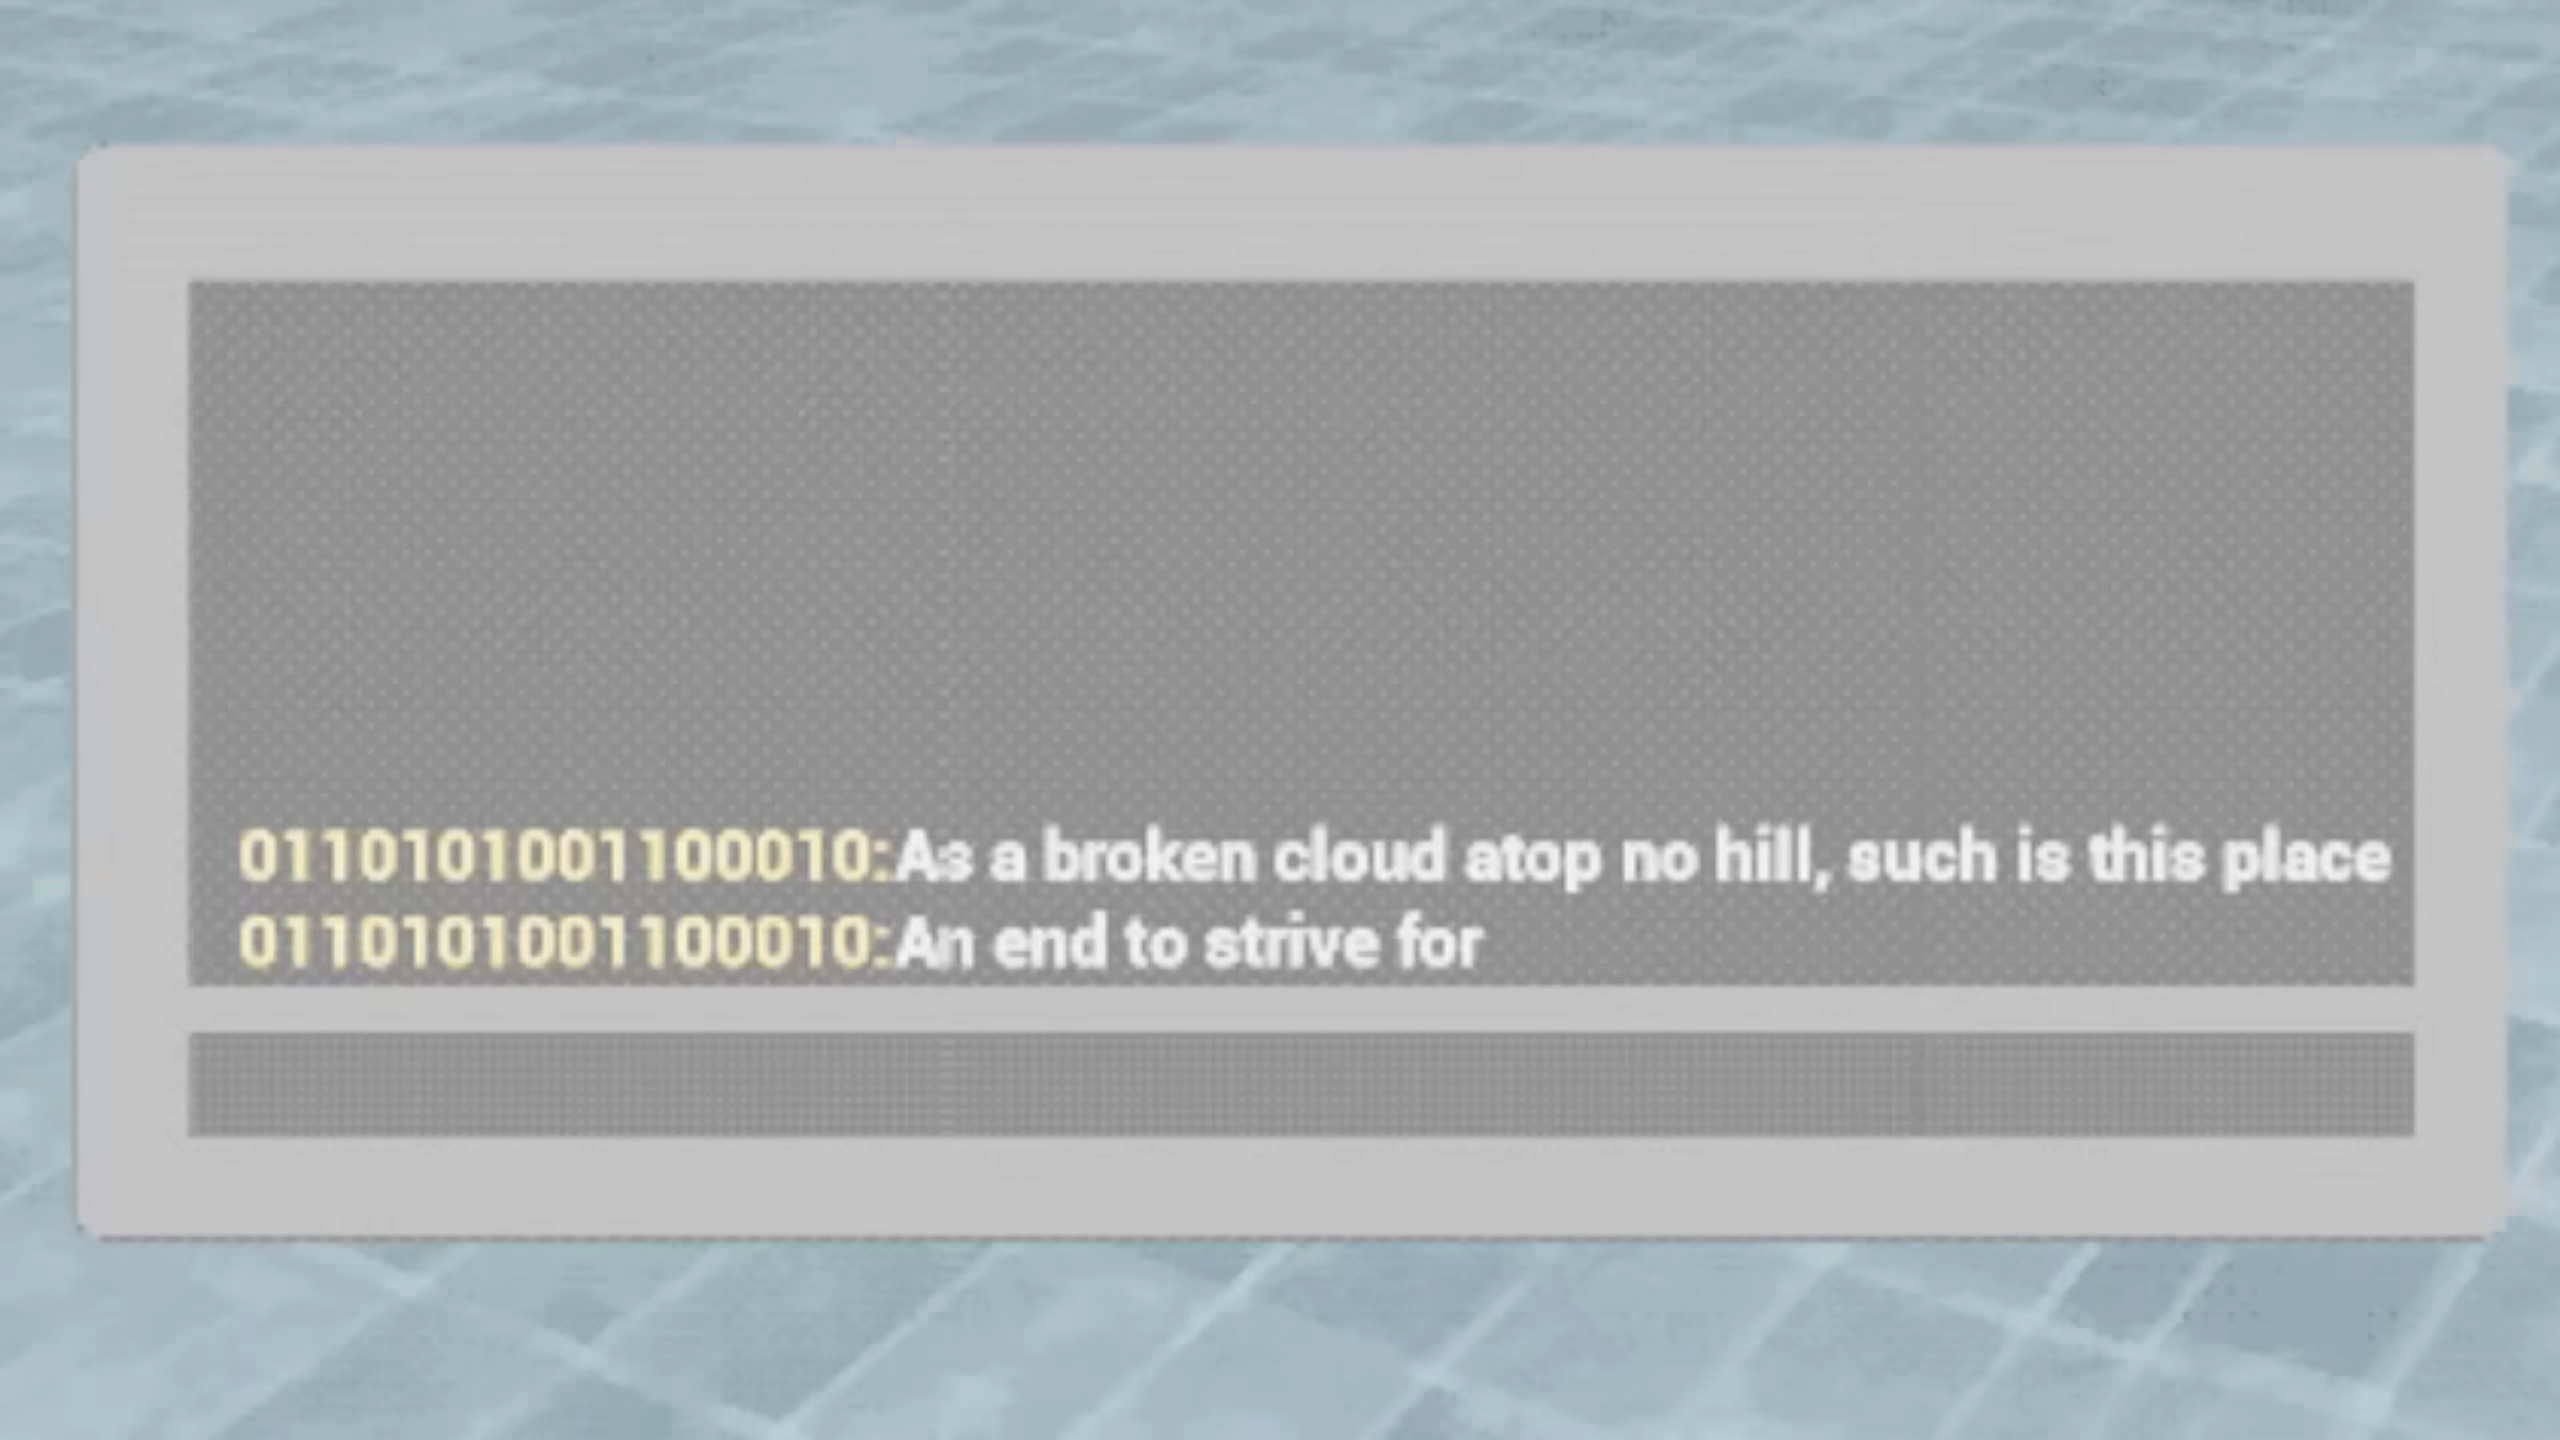 0110101001100010:As a broken cloud atop no hill, such is this place
0110101001100010:An end to strive for